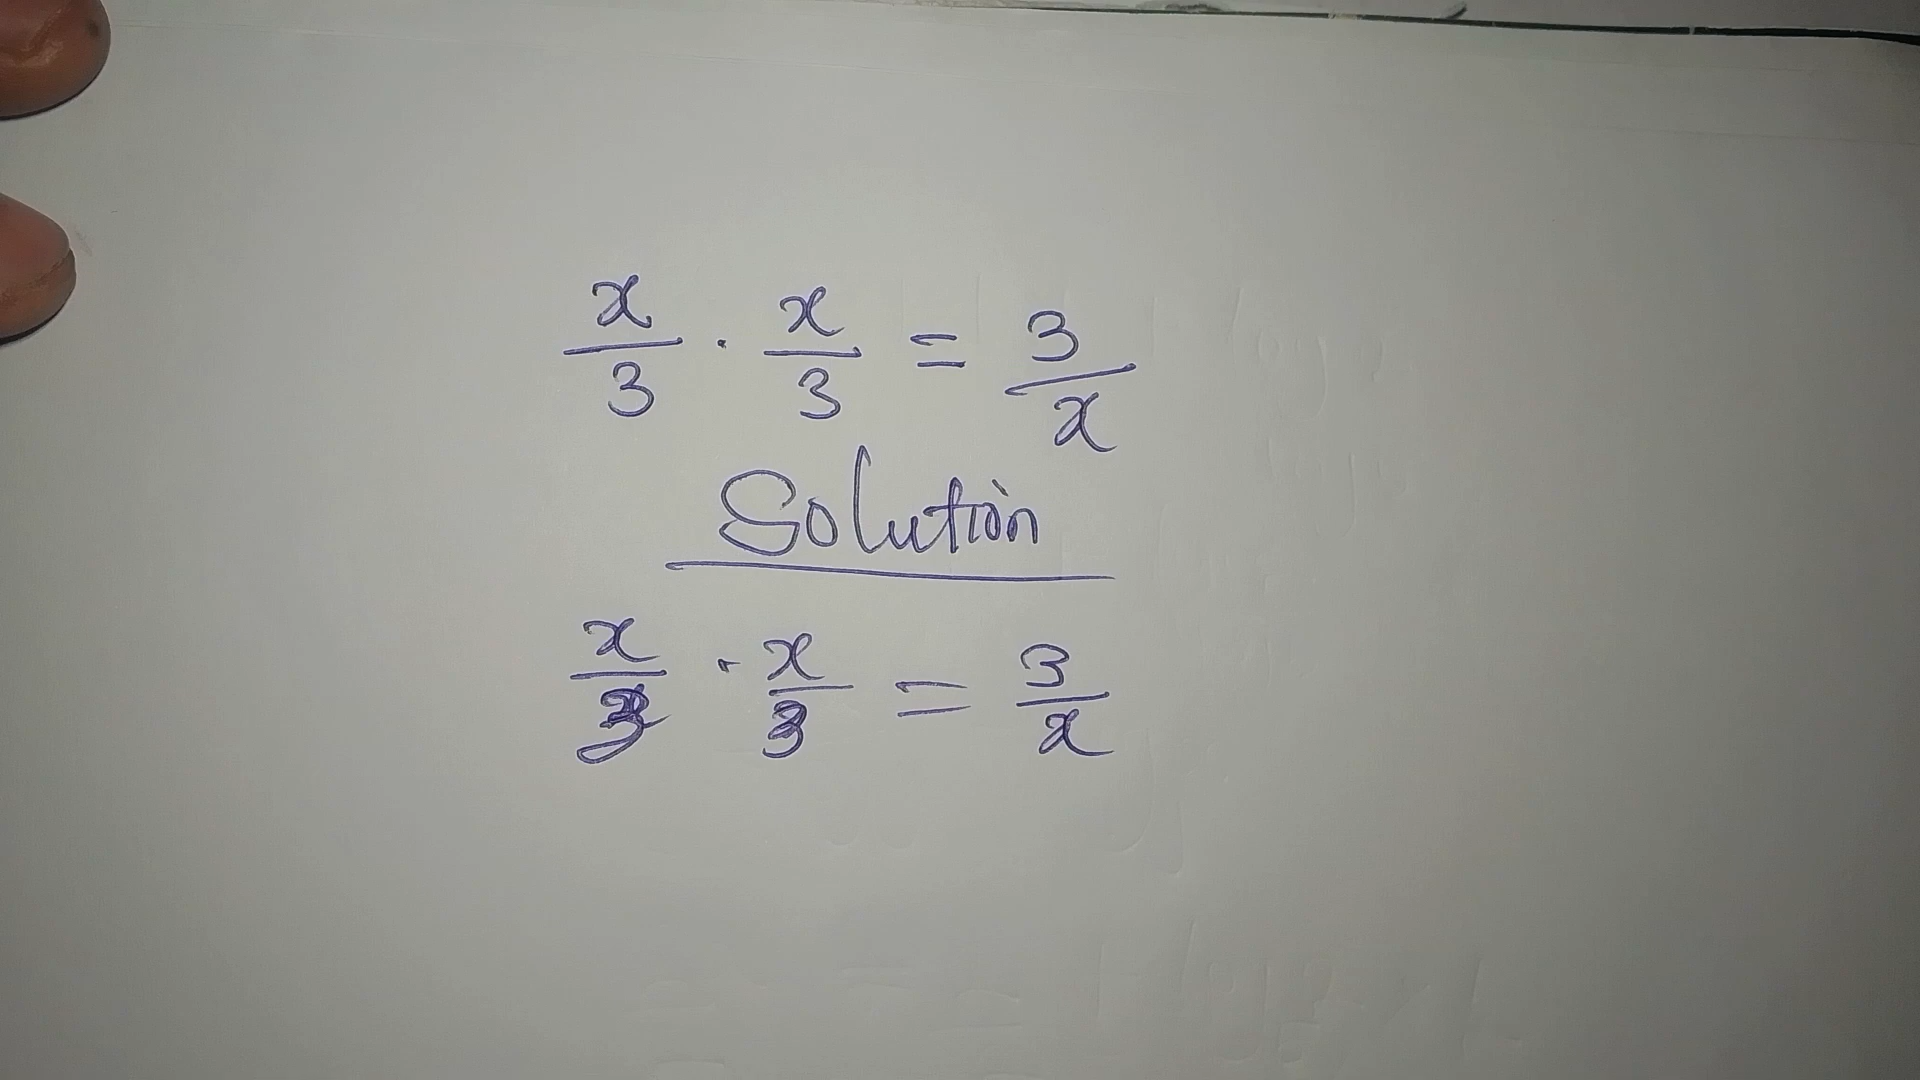 x/3 · x/3 = 3/x
Solution
x/3 · x/3 = 3/x